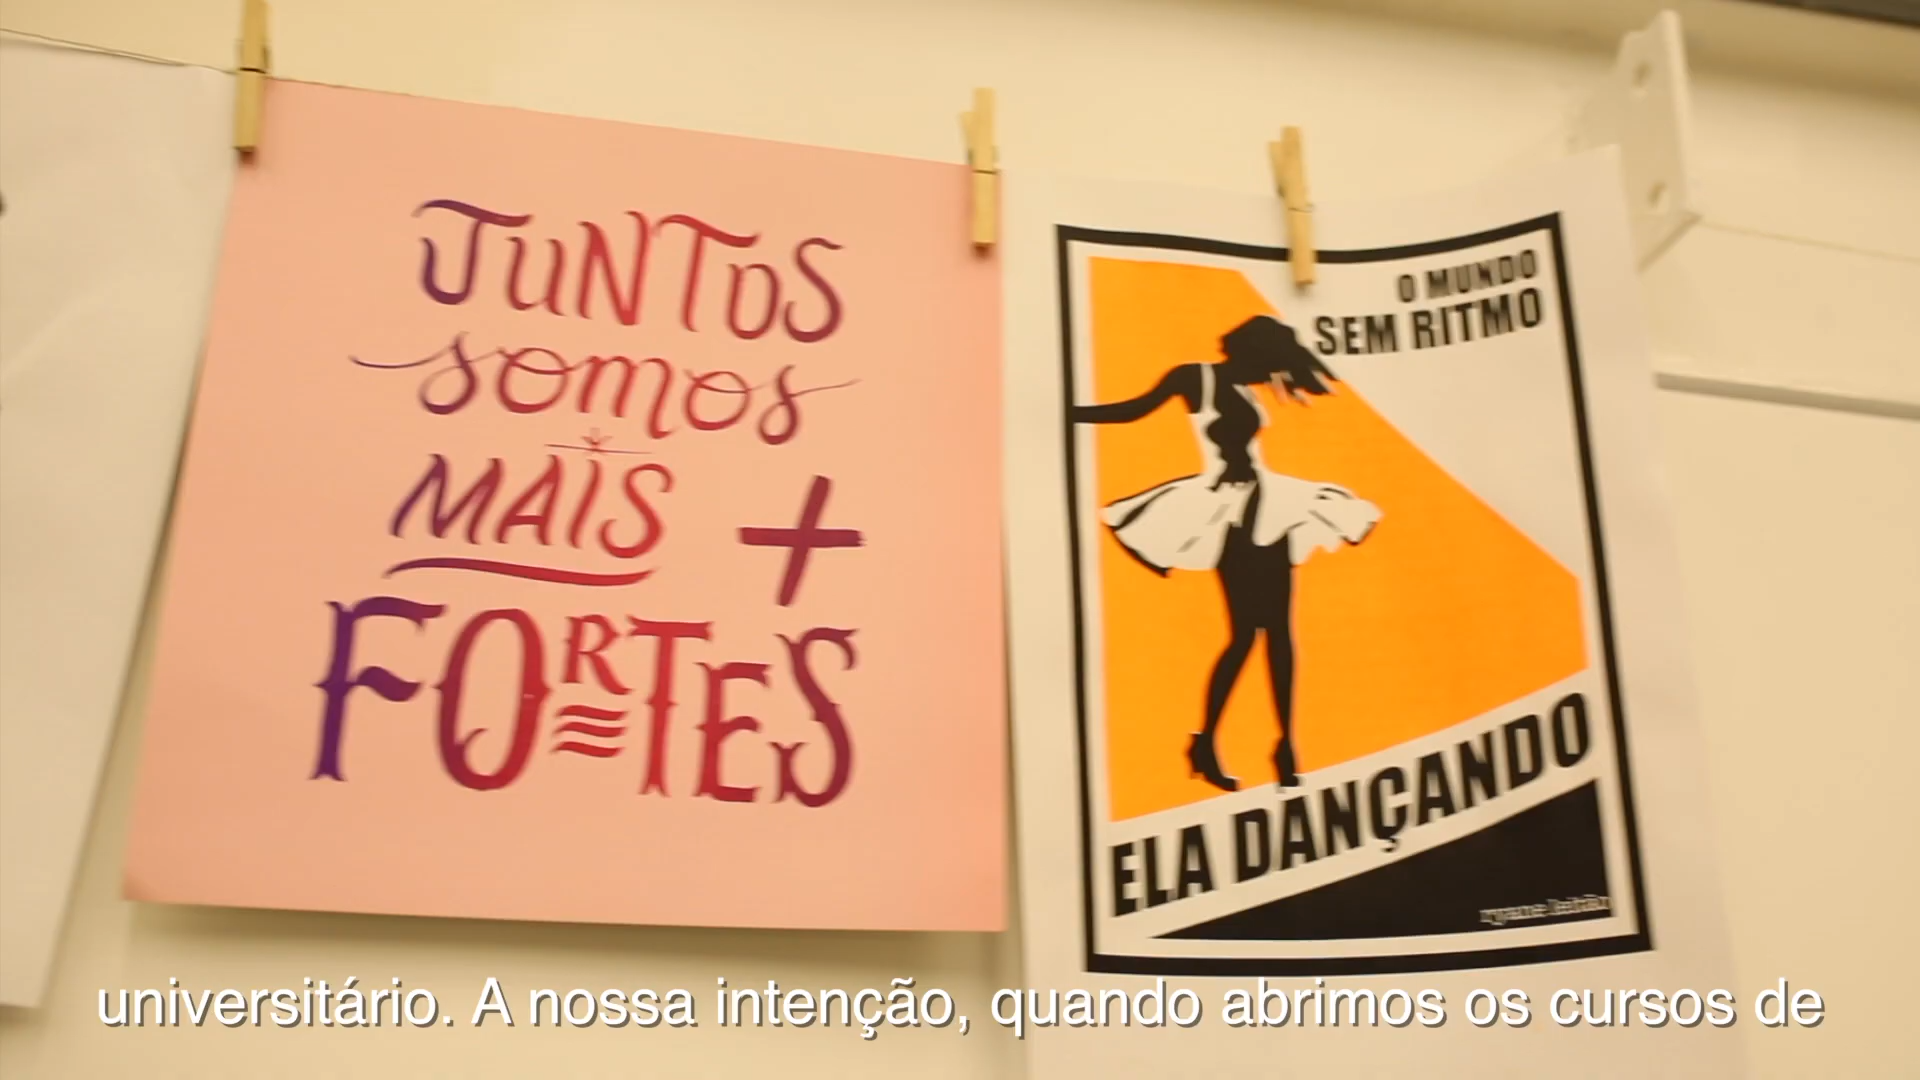 JUNTOS
somos
MAIS +
FORTES
O MUNDO
SEM RITMO
ELA DANÇANDO
universitário. A nossa intenção, quando abrimos os cursos de